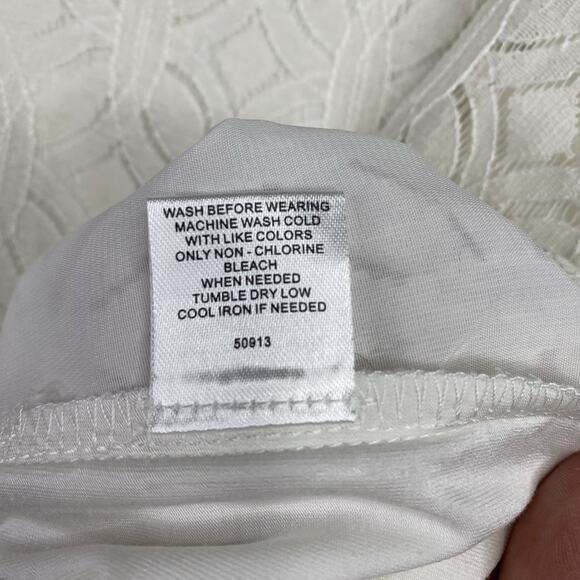 WASH BEFORE WEARING
MACHINE WASH COLD
WITH LIKE COLORS
ONLY NON - CHLORINE
BLEACH
WHEN NEEDED
TUMBLE DRY LOW
COOL IRON IF NEEDED
50913